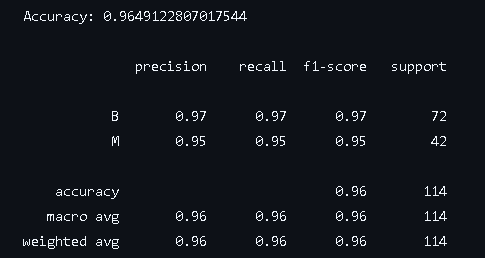 Accuracy: 0.9649122807017544
precision recall f1-score support
B 0.97 0.97 0.97 72
M 0.95 0.95 0.95 42
accuracy 0.96 114
macro avg 0.96 0.96 0.96 114
weighted avg 0.96 0.96 0.96 114